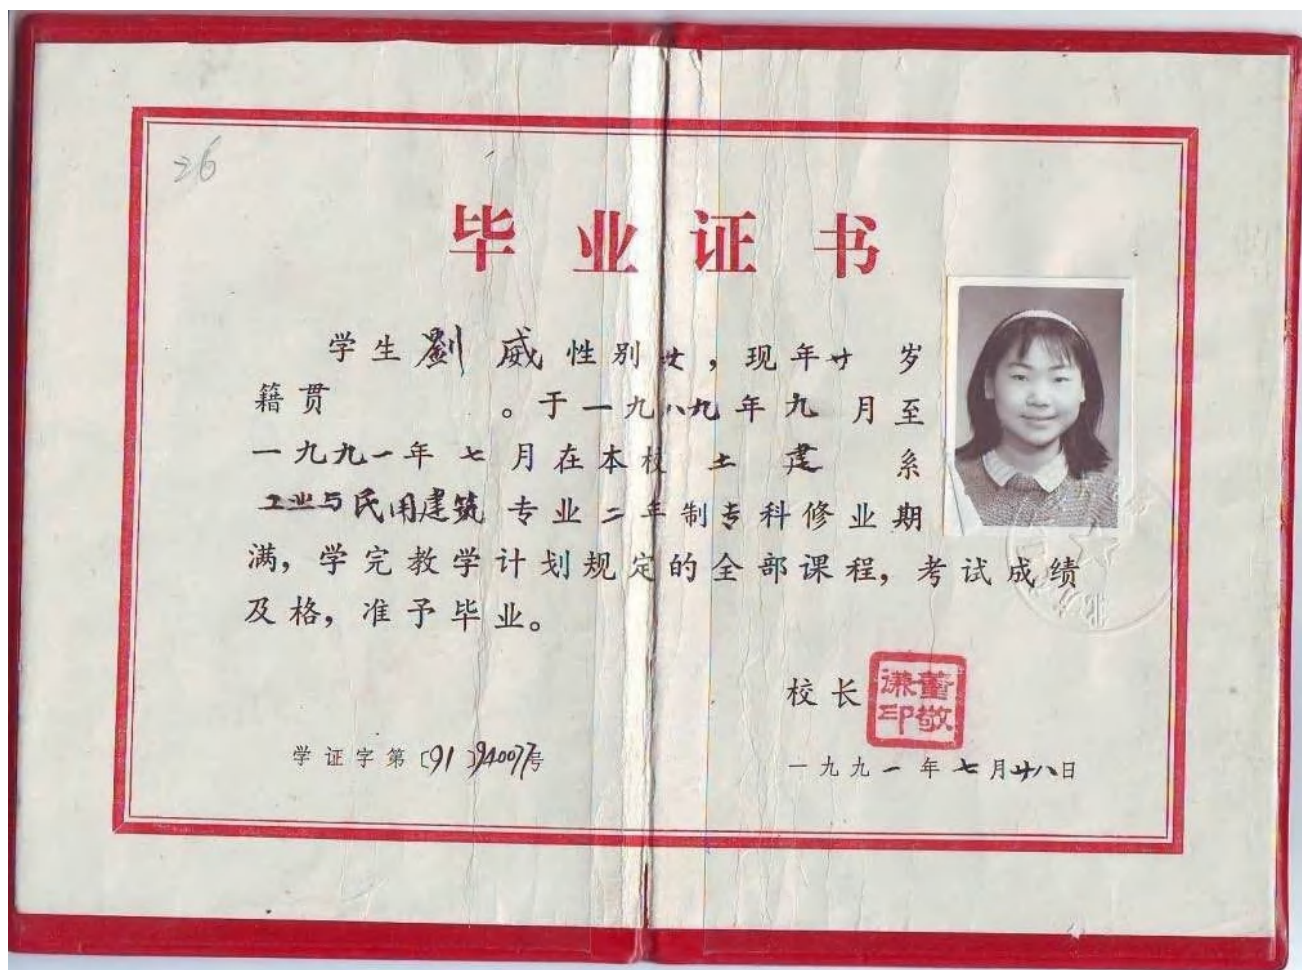 26
毕业证书
学生劉 威性别女，现年廿岁
籍贯 。于一九八九年九月至
一九九一年七月在本校土建系
工业与民用建筑专业二年制专科修业期
满，学完教学计划规定的全部课程，考试成绩
及格，准予毕业。
校长
董敬谦印
学证字第〔91〕94007号
一九九一年七月廿八日